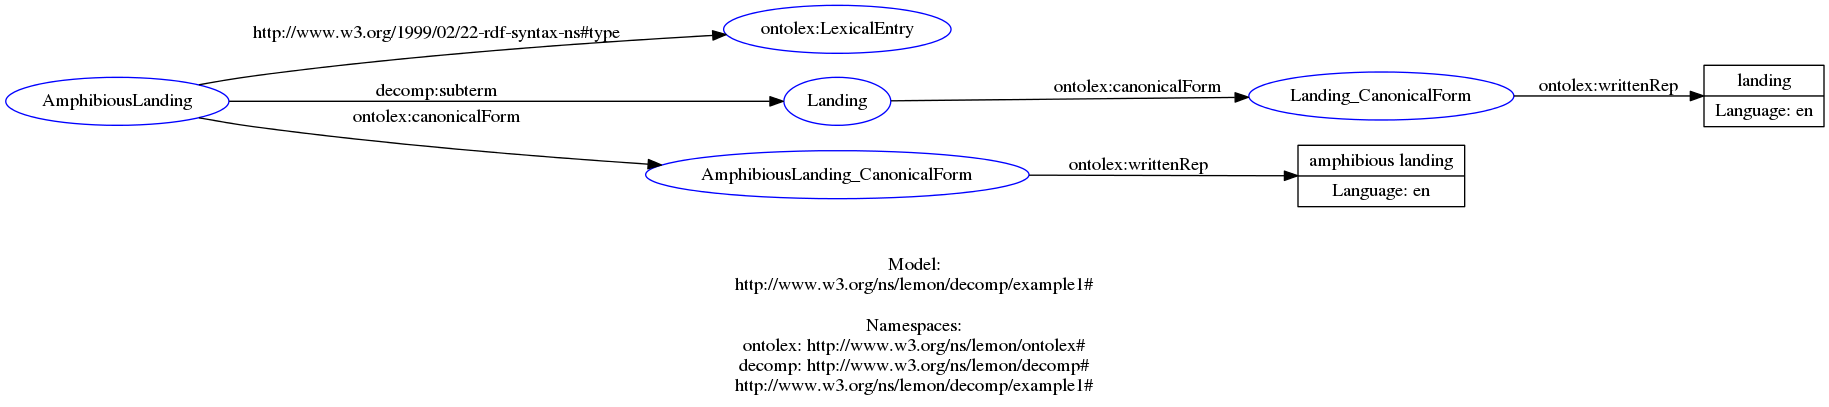 http://www.w3.org/1999/02/22-rdf-syntax-ns#type
ontolex:LexicalEntry
AmphibiousLanding
decomp:subterm
Landing
ontolex:canonicalForm
Landing_CanonicalForm
ontolex:writtenRep
landing
Language: en
ontolex:canonicalForm
AmphibiousLanding_CanonicalForm
ontolex:writtenRep
amphibious landing
Language: en
Model:
http://www.w3.org/ns/lemon/decomp/example1#
Namespaces:
ontolex: http://www.w3.org/ns/lemon/ontolex#
decomp: http://www.w3.org/ns/lemon/decomp#
http://www.w3.org/ns/lemon/decomp/example1#